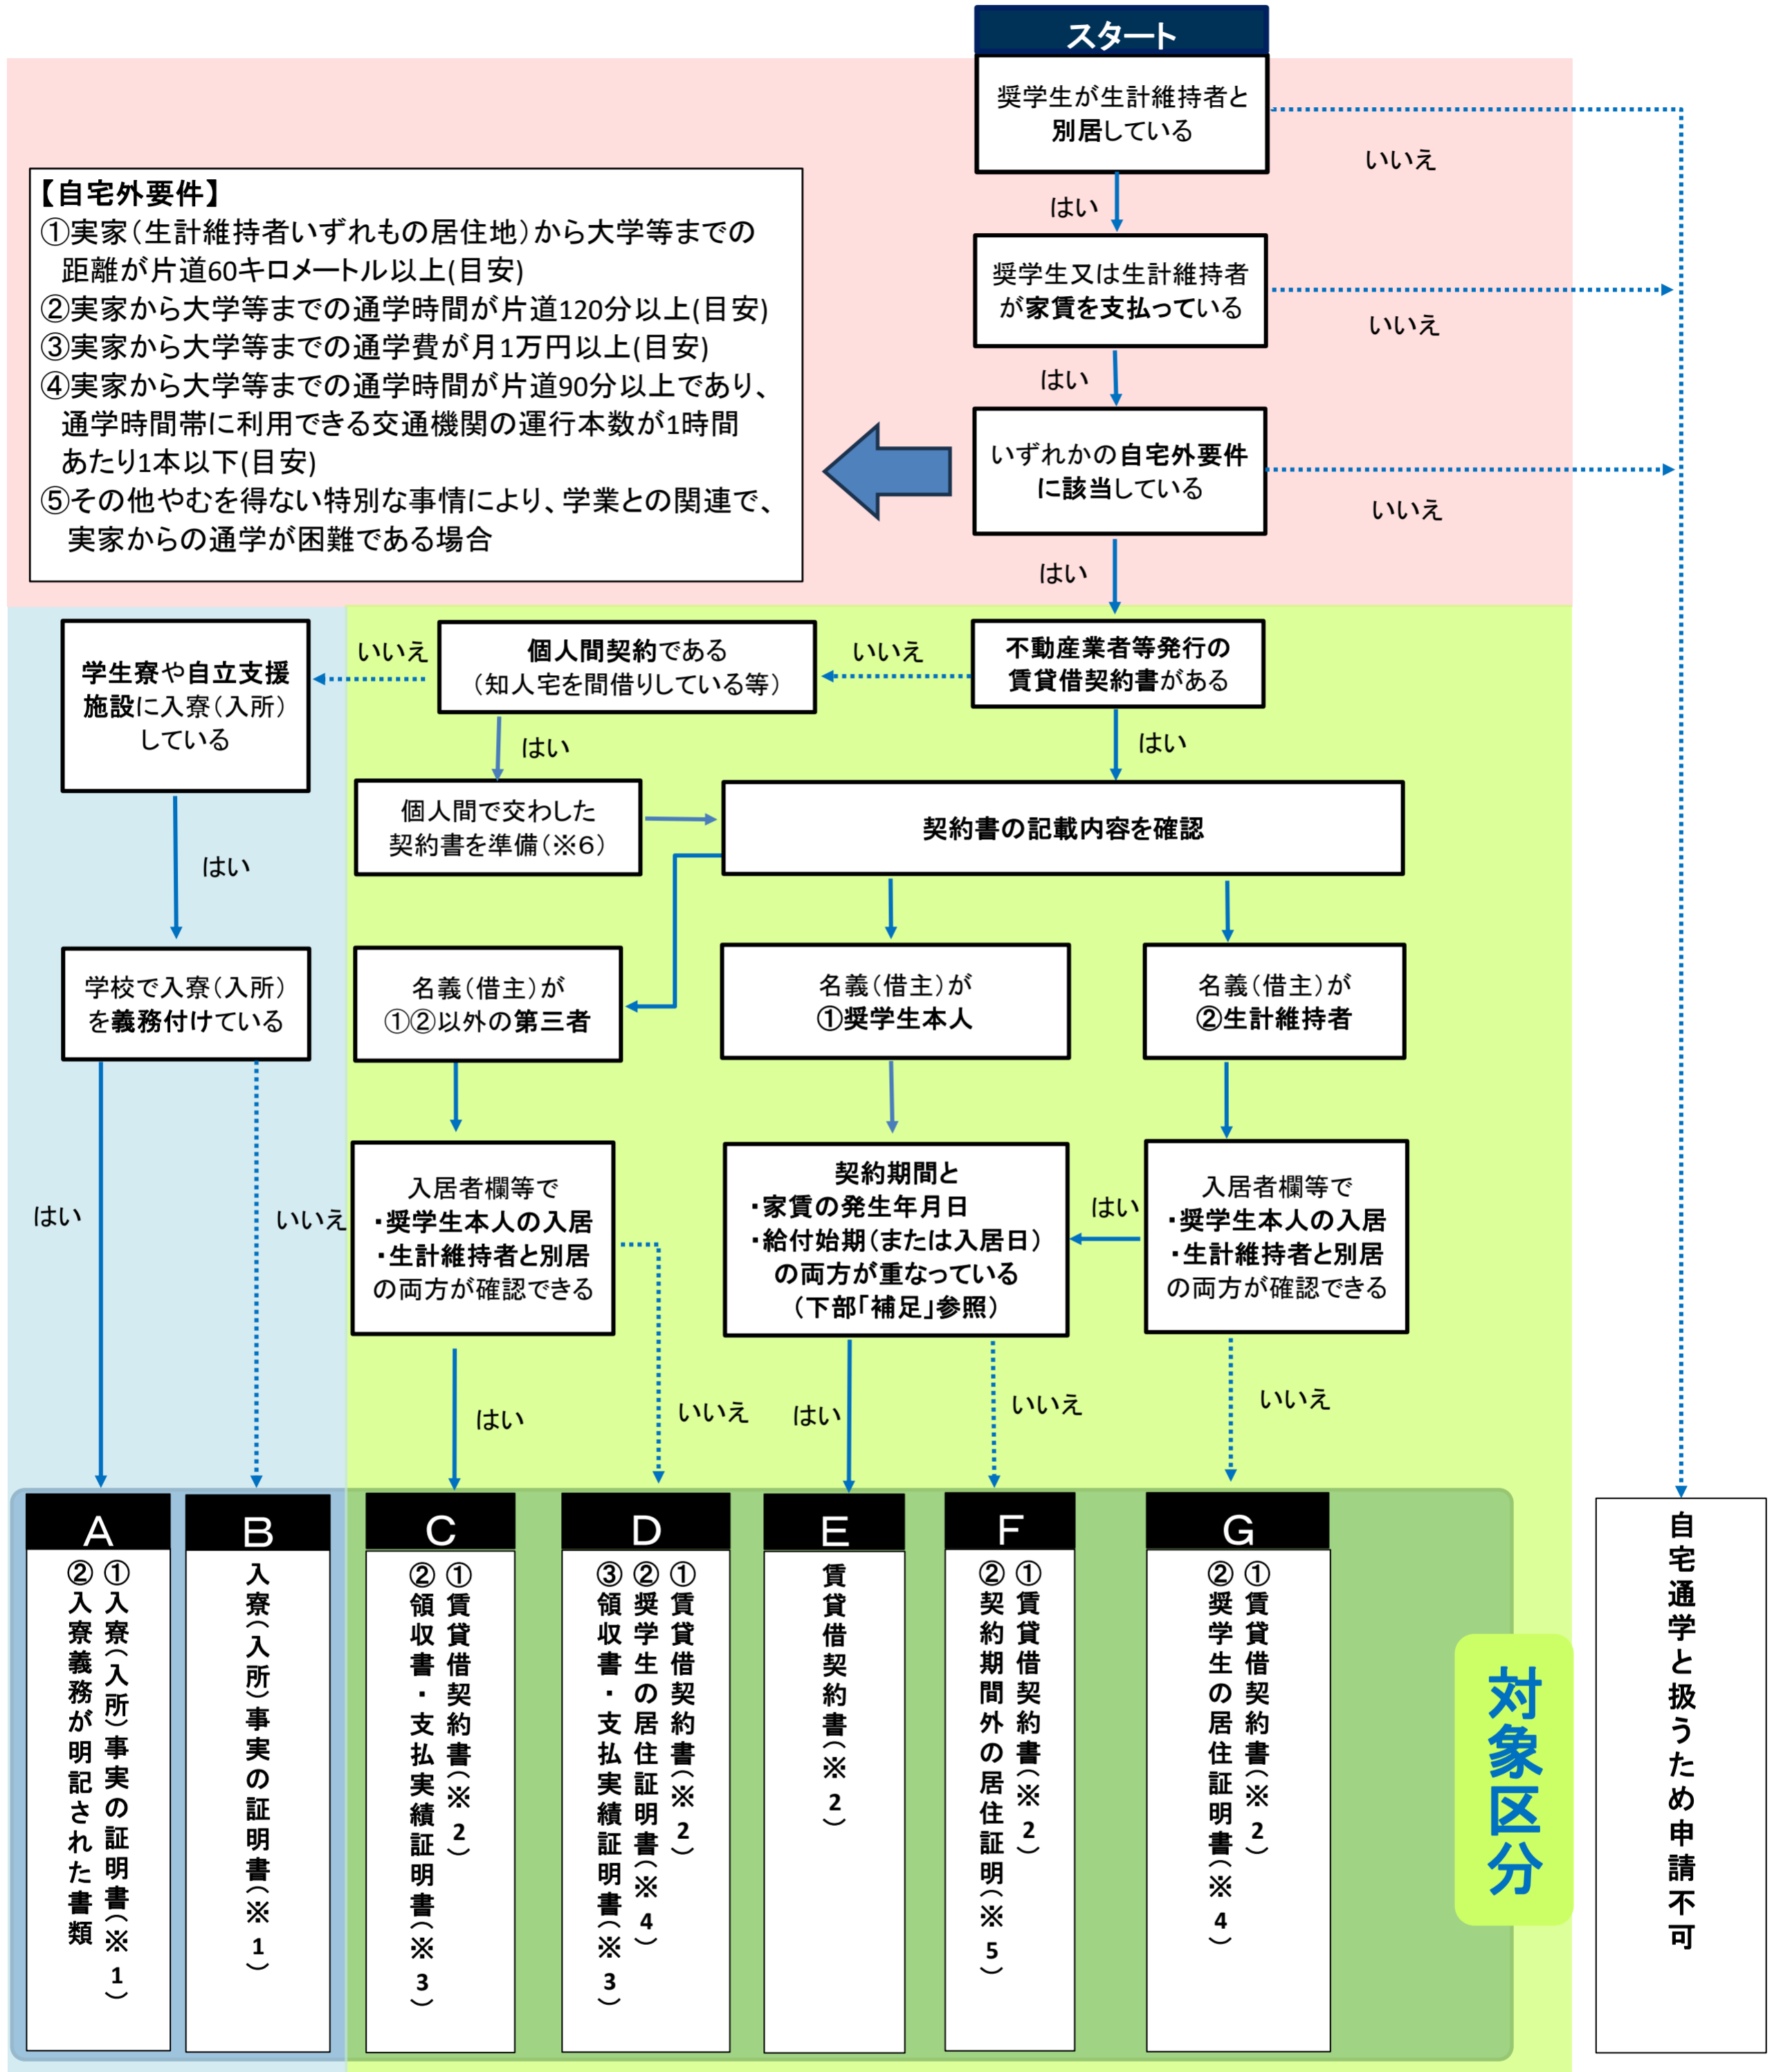 スタート
奨学生が生計維持者と
別居している
いいえ
はい
【自宅外要件】
①実家（生計維持者いずれもの居住地）から大学等までの
距離が片道60キロメートル以上(目安)
②実家から大学等までの通学時間が片道120分以上(目安)
③実家から大学等までの通学費が月1万円以上(目安)
④実家から大学等までの通学時間が片道90分以上であり、
通学時間帯に利用できる交通機関の運行本数が1時間
あたり1本以下(目安)
⑤その他やむを得ない特別な事情により、学業との関連で、
実家からの通学が困難である場合
奨学生又は生計維持者
が家賃を支払っている
いいえ
はい
いずれかの自宅外要件
に該当している
いいえ
はい
不動産業者等発行の
賃貸借契約書がある
いいえ
はい
個人間契約である
（知人宅を間借りしている等）
いいえ
はい
学生寮や自立支援
施設に入寮（入所）
している
はい
個人間で交わした
契約書を準備（※６）
契約書の記載内容を確認
学校で入寮（入所）
を義務付けている
はい
いいえ
名義（借主）が
①②以外の第三者
名義（借主）が
①奨学生本人
名義（借主）が
②生計維持者
入居者欄等で
・奨学生本人の入居
・生計維持者と別居
の両方が確認できる
はい
いいえ
契約期間と
・家賃の発生年月日
・給付始期（または入居日）
の両方が重なっている
（下部「補足」参照）
はい
いいえ
はい
入居者欄等で
・奨学生本人の入居
・生計維持者と別居
の両方が確認できる
いいえ
A
①入寮（入所）事実の証明書（※1）
②入寮義務が明記された書類
B
入寮（入所）事実の証明書（※1）
C
①賃貸借契約書（※2）
②領収書・支払実績証明書（※3）
D
①賃貸借契約書（※2）
②奨学生の居住証明書（※4）
③領収書・支払実績証明書（※3）
E
賃貸借契約書（※2）
F
①賃貸借契約書（※2）
②契約期間外の居住証明（※5）
G
①賃貸借契約書（※2）
②奨学生の居住証明書（※4）
対象区分
自宅通学と扱うため申請不可